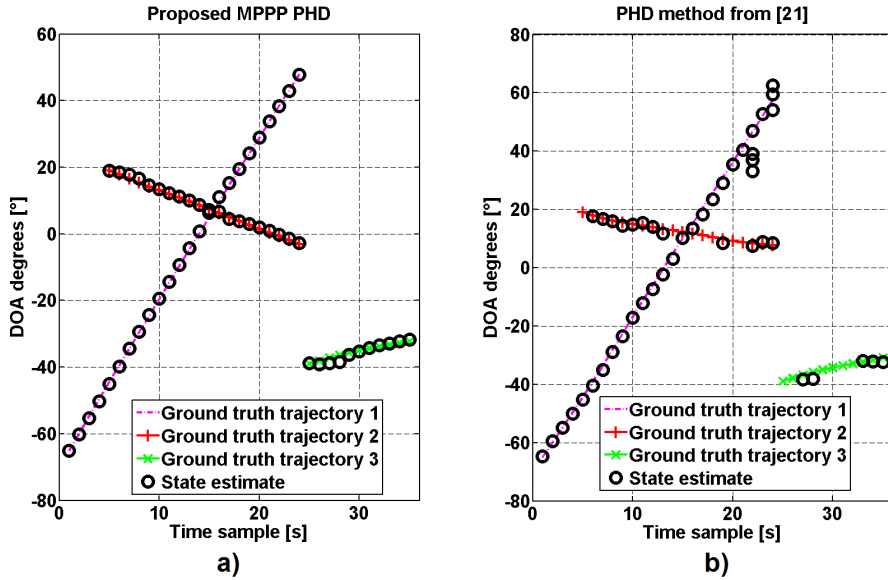 Proposed MPPP PHD
60
40
20
0
-20
-40
-60
-80
DOA degrees [°]
Ground truth trajectory 1
Ground truth trajectory 2
Ground truth trajectory 3
State estimate
0
10
20
30
Time sample [s]
a)
PHD method from [21]
80
60
40
20
0
-20
-40
-60
-80
DOA degrees [°]
Ground truth trajectory 1
Ground truth trajectory 2
Ground truth trajectory 3
State estimate
0
10
20
30
Time sample [s]
b)